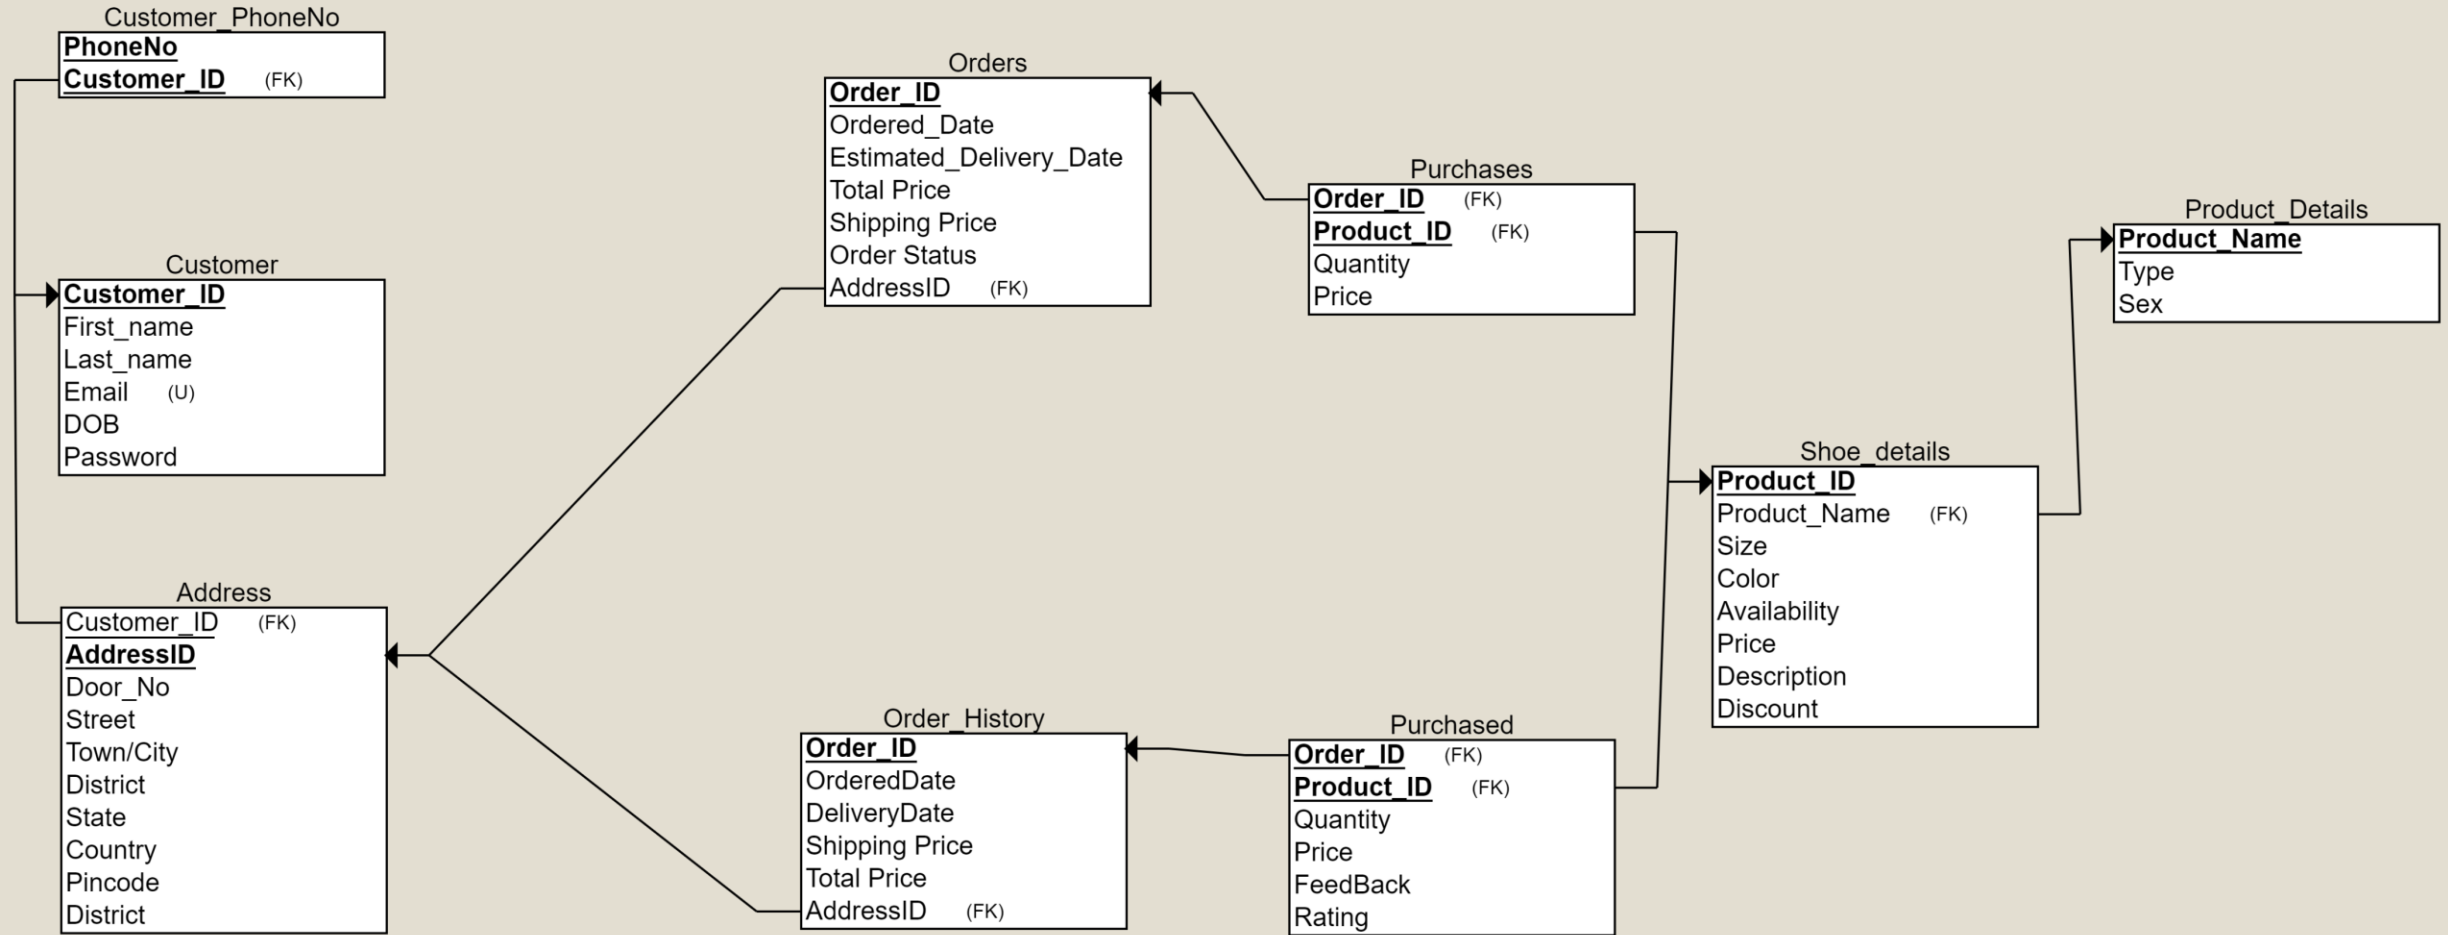 Customer_PhoneNo
PhoneNo
Customer_ID (FK)
Customer
Customer_ID
First_name
Last_name
Email (U)
DOB
Password
Address
Customer_ID (FK)
AddressID
Door_No
Street
Town/City
District
State
Country
Pincode
District
Orders
Order_ID
Ordered_Date
Estimated_Delivery_Date
Total Price
Shipping Price
Order Status
AddressID (FK)
Order_History
Order_ID
OrderedDate
DeliveryDate
Shipping Price
Total Price
AddressID (FK)
Purchases
Order_ID (FK)
Product_ID (FK)
Quantity
Price
Purchased
Order_ID (FK)
Product_ID (FK)
Quantity
Price
FeedBack
Rating
Shoe_details
Product_ID
Product_Name (FK)
Size
Color
Availability
Price
Description
Discount
Product_Details
Product_Name
Type
Sex